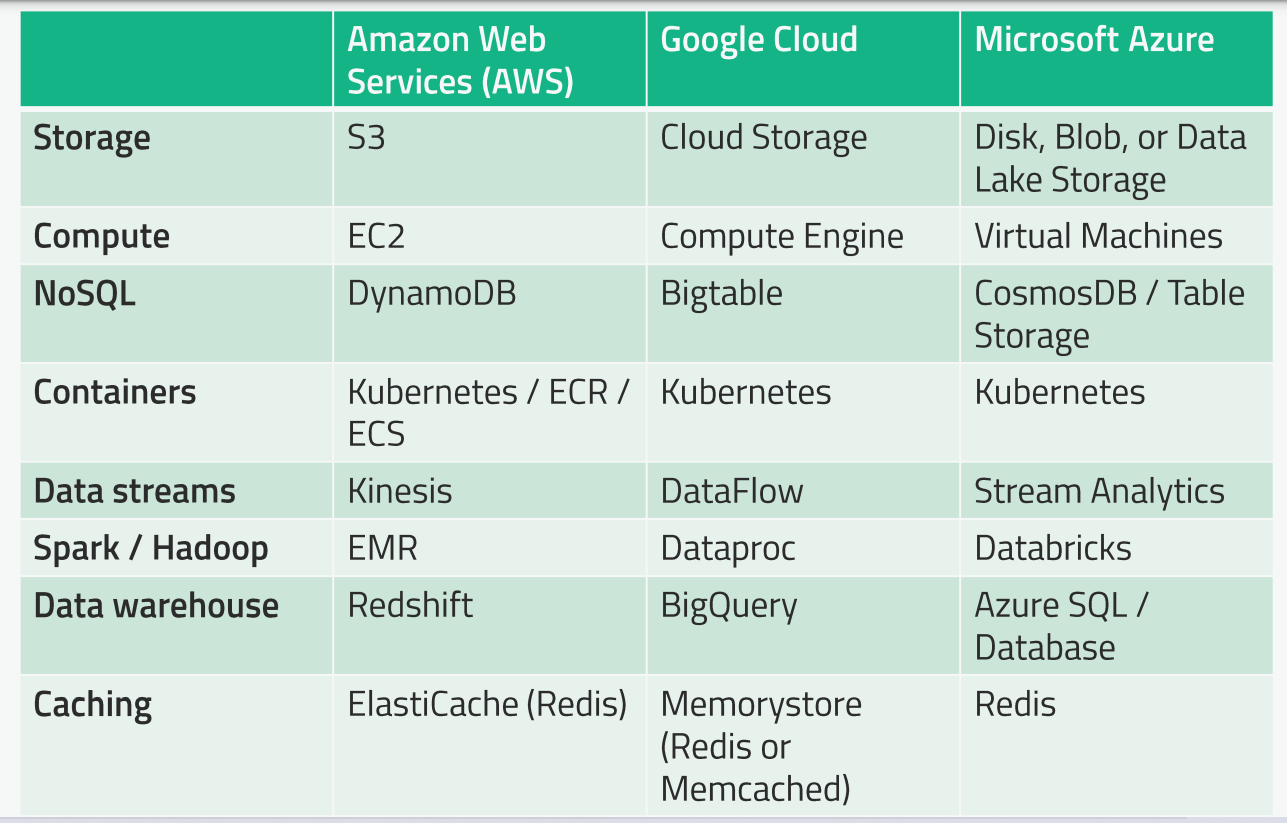 Amazon Web
Services (AWS)
Google Cloud
Microsoft Azure
Storage
S3
Cloud Storage
Disk, Blob, or Data
Lake Storage
Compute
EC2
Compute Engine
Virtual Machines
NoSQL
DynamoDB
Bigtable
CosmosDB / Table
Storage
Containers
Kubernetes / ECR /
ECS
Kubernetes
Kubernetes
Data streams
Kinesis
DataFlow
Stream Analytics
Spark / Hadoop
EMR
Dataproc
Databricks
Data warehouse
Redshift
BigQuery
Azure SQL /
Database
Caching
ElastiCache (Redis)
Memorystore
(Redis or
Memcached)
Redis